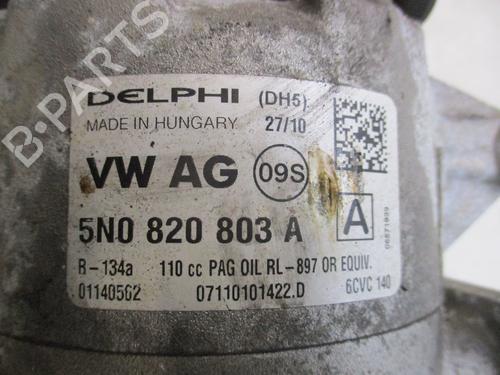 B-PARTS
DELPHI (DH5)
MADE IN HUNGARY 27/10
VW AG 09S
5N0 820 803 A A
R-134a 110 cc PAG OIL RL-897 OR EQUIV.
01140562 07110101422.D 6CVC 140
06571939